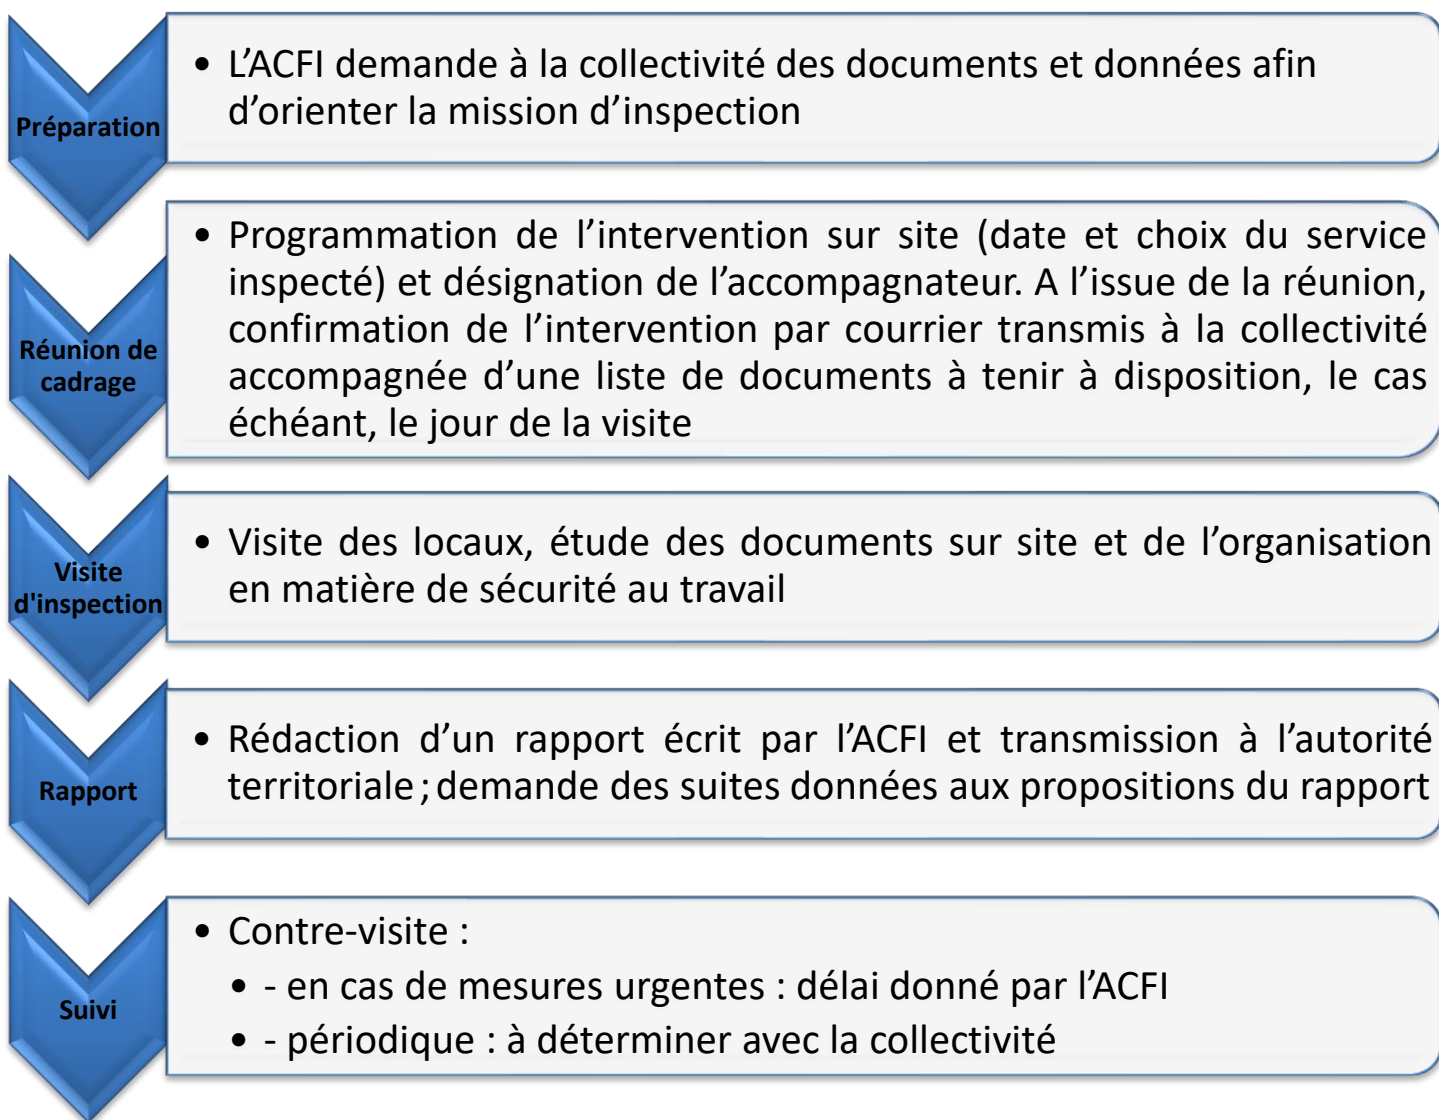 Préparation
• L’ACFI demande à la collectivité des documents et données afin
d’orienter la mission d’inspection
Réunion de
cadrage
• Programmation de l’intervention sur site (date et choix du service
inspecté) et désignation de l’accompagnateur. A l’issue de la réunion,
confirmation de l’intervention par courrier transmis à la collectivité
accompagnée d’une liste de documents à tenir à disposition, le cas
échéant, le jour de la visite
Visite
d'inspection
• Visite des locaux, étude des documents sur site et de l’organisation
en matière de sécurité au travail
Rapport
• Rédaction d’un rapport écrit par l’ACFI et transmission à l’autorité
territoriale ; demande des suites données aux propositions du rapport
Suivi
• Contre-visite :
• - en cas de mesures urgentes : délai donné par l’ACFI
• - périodique : à déterminer avec la collectivité